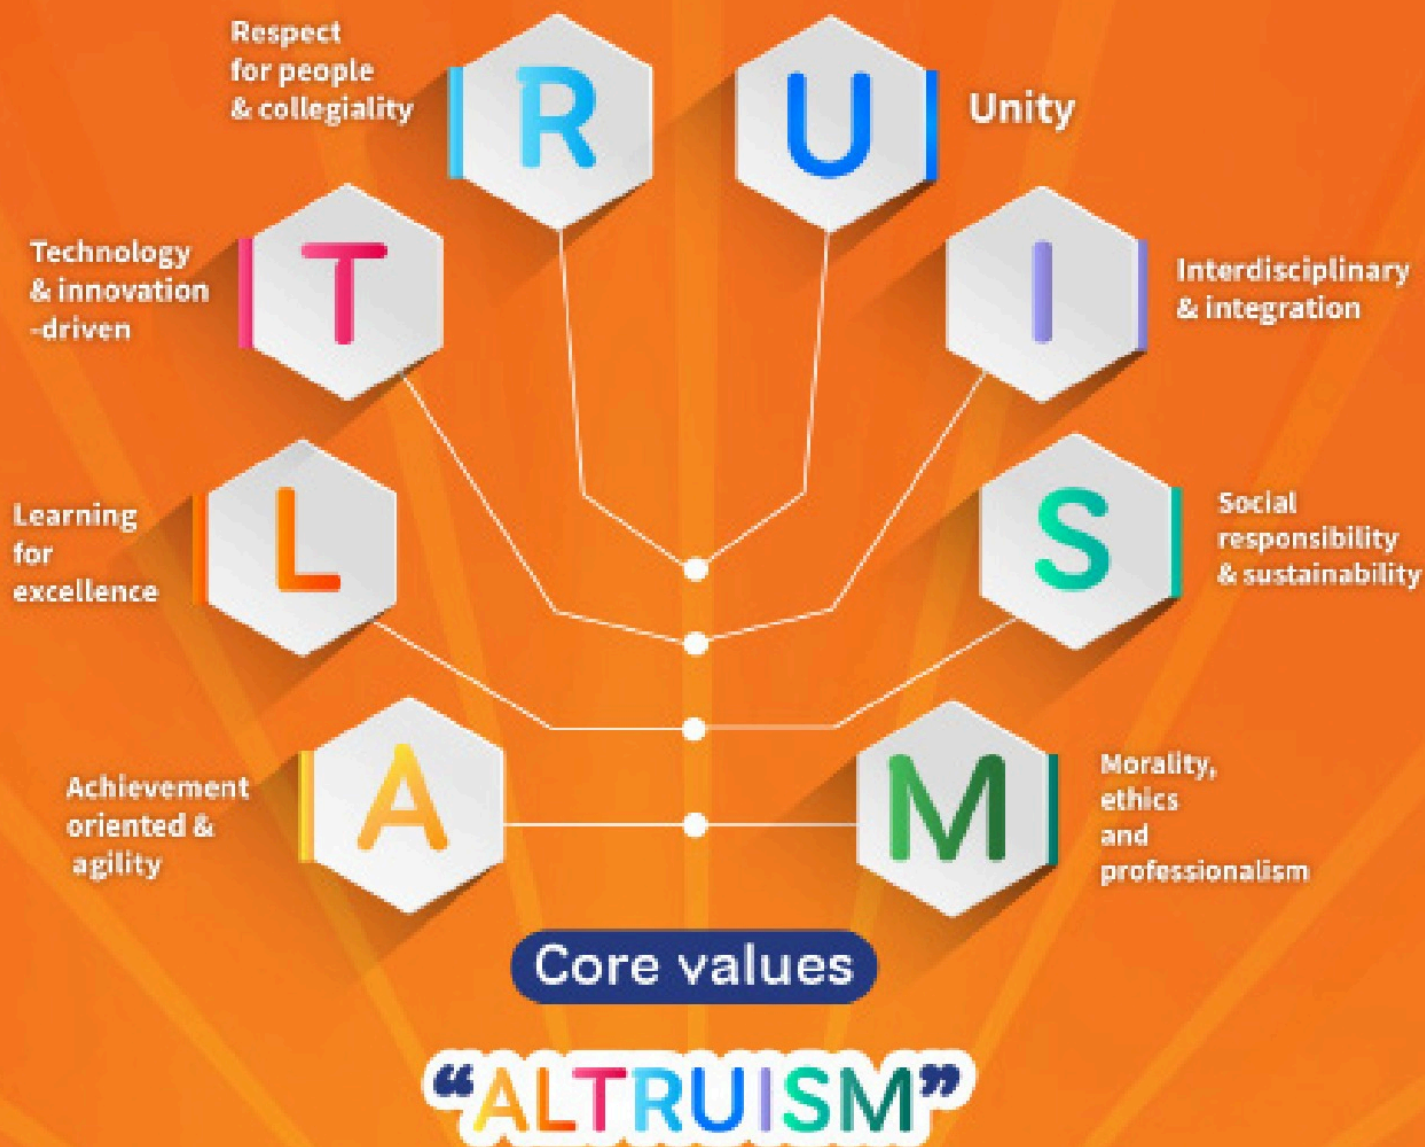 Respect
for people
& collegiality
R
U
Unity
Technology
& innovation
-driven
T
I
Interdisciplinary
& integration
Learning
for
excellence
L
S
Social
responsibility
& sustainability
Achievement
oriented &
agility
A
M
Morality,
ethics
and
professionalism
Core values
“ALTRUISM”